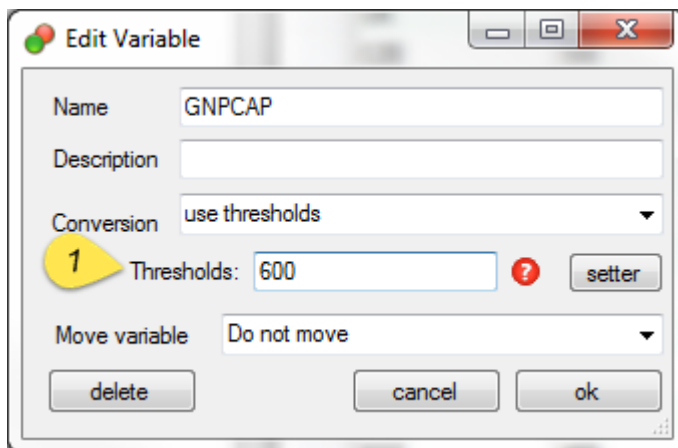 Edit Variable
Name GNPCAP
Description
Conversion use thresholds
1 Thresholds: 600 ? setter
Move variable Do not move
delete cancel ok